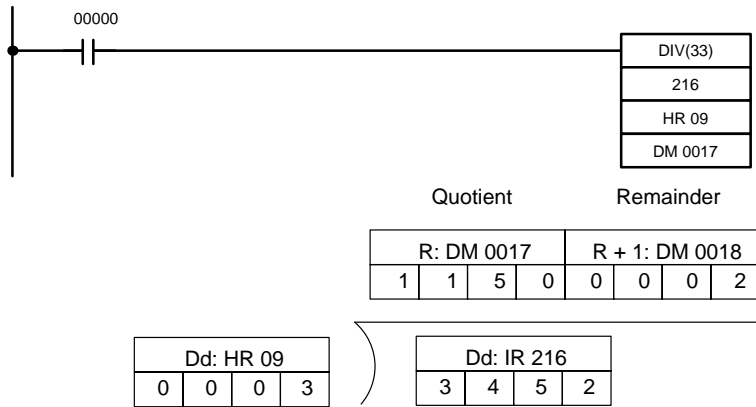 00000
DIV(33)
216
HR 09
DM 0017
Quotient Remainder
R: DM 0017 R + 1: DM 0018
1 1 5 0 0 0 0 2
Dd: HR 09 Dd: IR 216
0 0 0 3 3 4 5 2